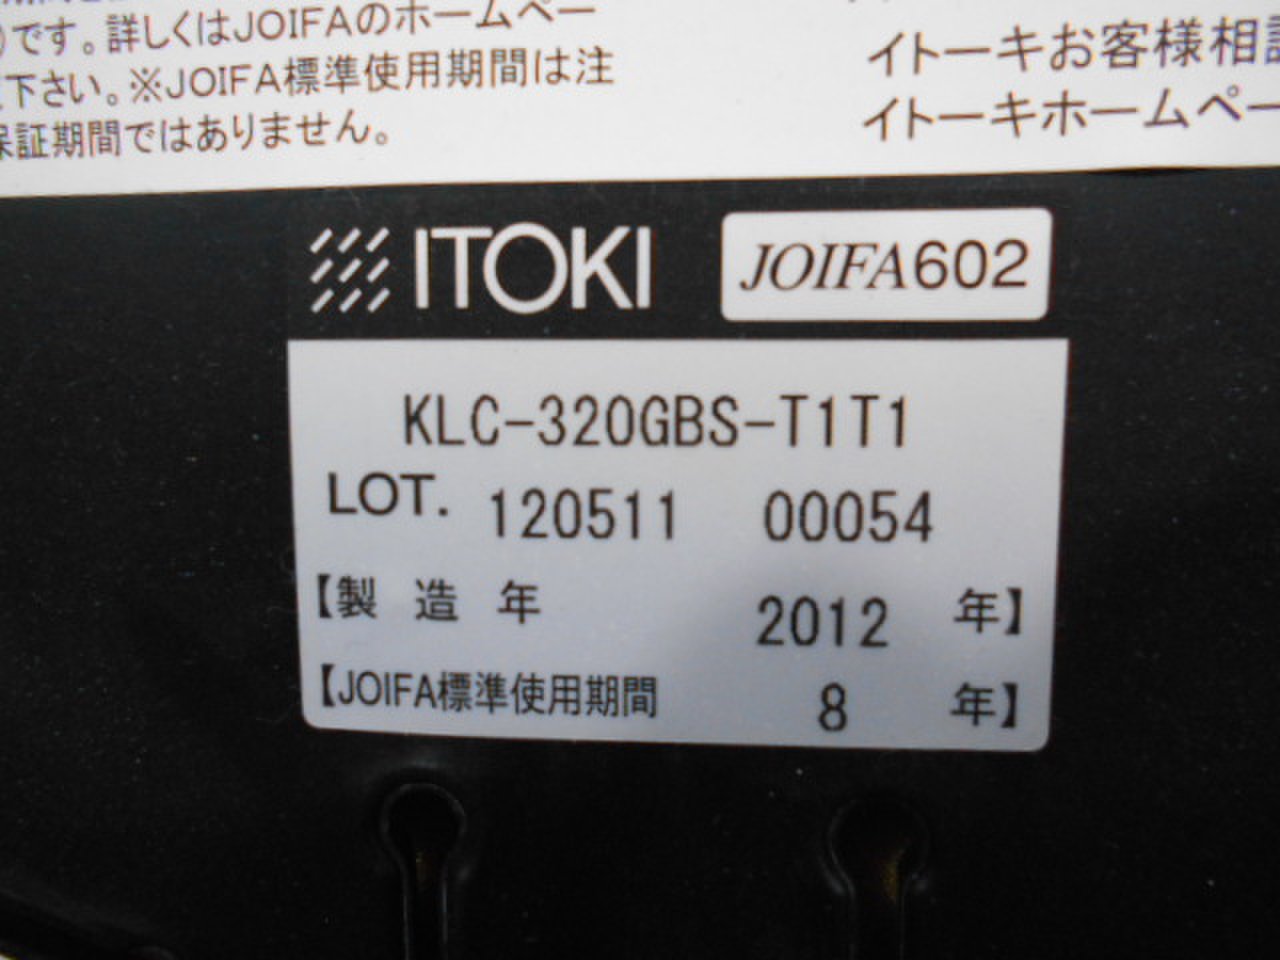 です。詳しくはJOIFAのホームペー
下さい。※JOIFA標準使用期間は注
保証期間ではありません。
イトーキお客様相談
イトーキホームペー
ITOKI JOIFA602
KLC-320GBS-T1T1
LOT. 120511 00054
【製 造 年 2012 年】
【JOIFA標準使用期間 8 年】